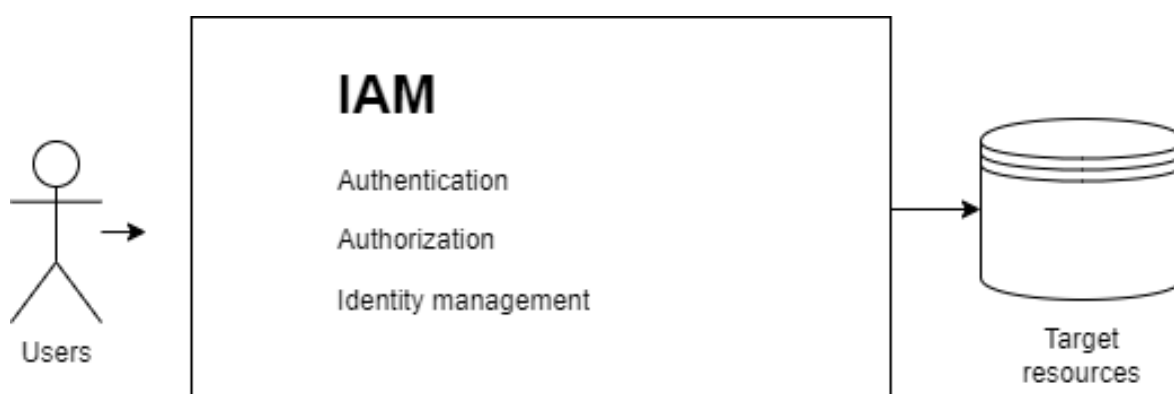 IAM
Authentication
Authorization
Identity management
Users
Target
resources